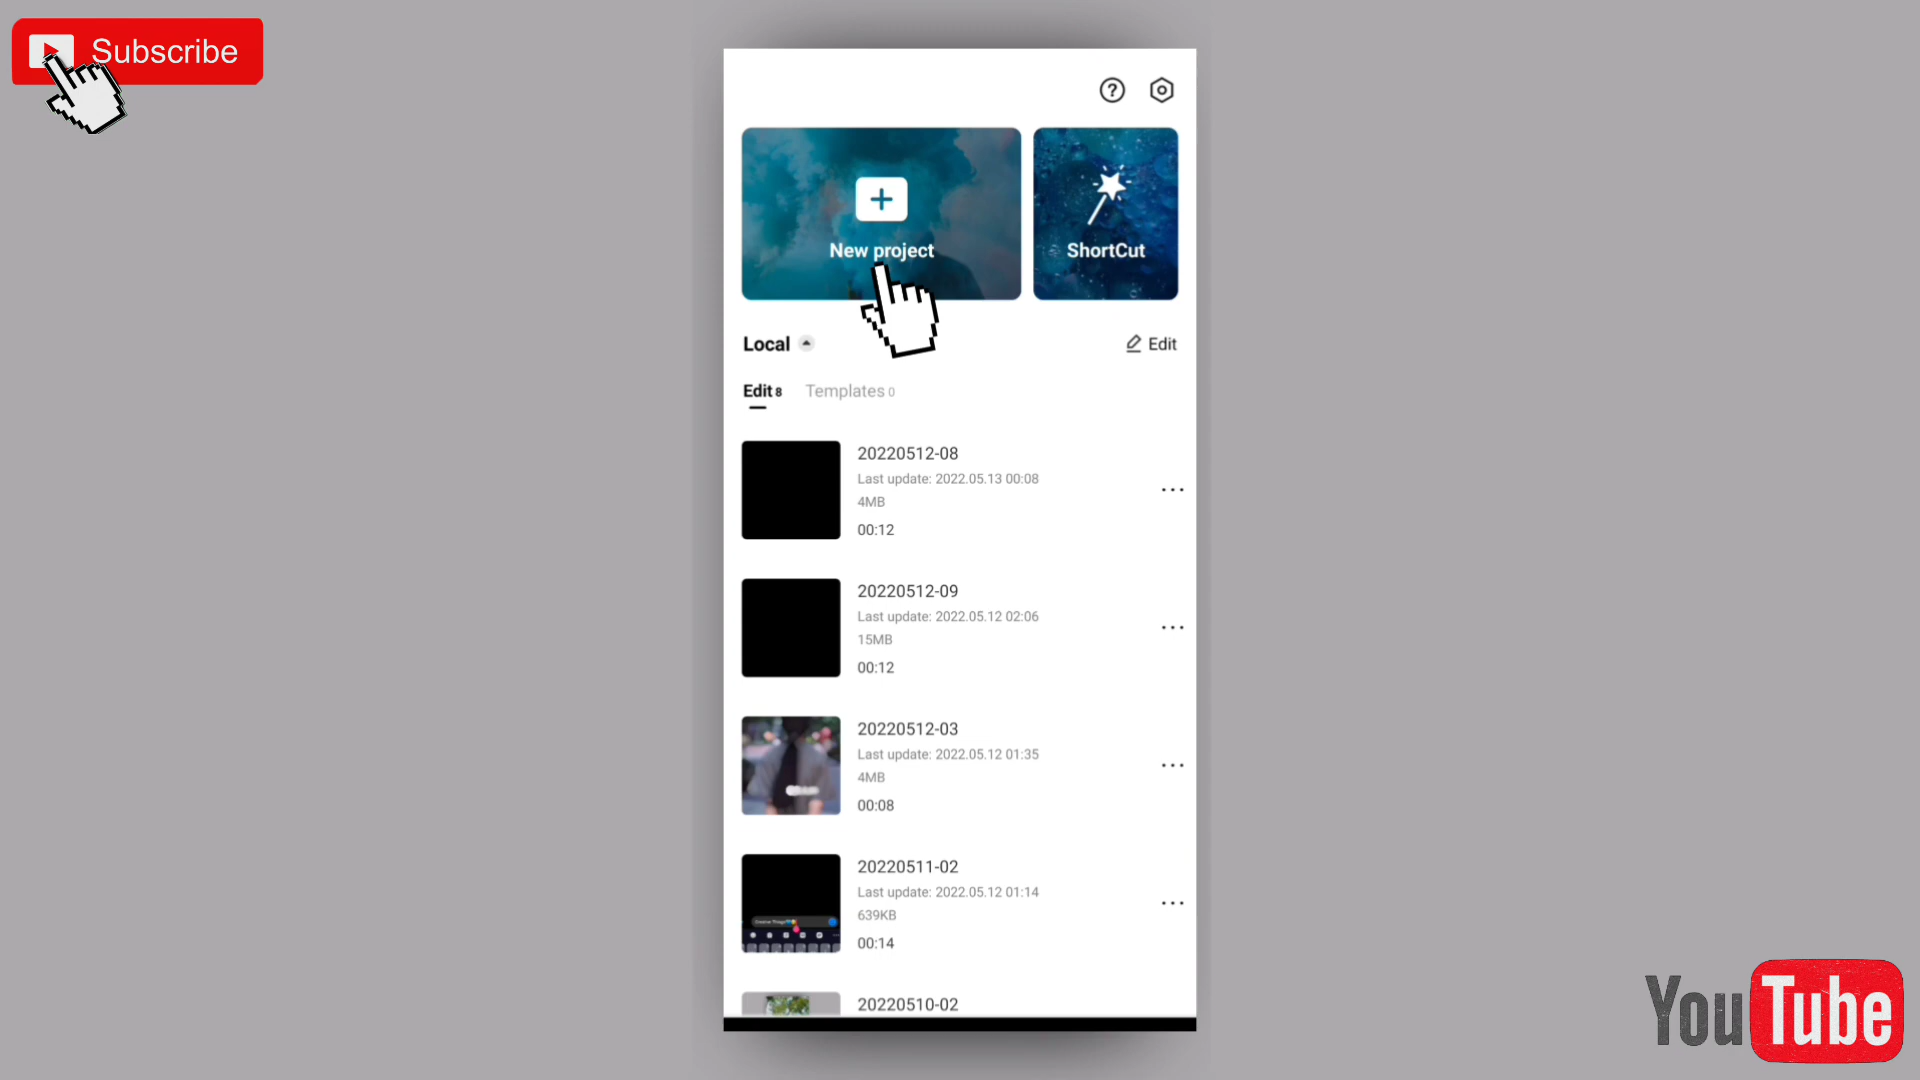 Subscribe
New project
ShortCut
Local
Edit
Edit 8
Templates 0
20220512-08
Last update: 2022.05.13 00:08
4MB
00:12
20220512-09
Last update: 2022.05.12 02:06
15MB
00:12
20220512-03
Last update: 2022.05.12 01:35
4MB
00:08
20220511-02
Last update: 2022.05.12 01:14
639KB
00:14
20220510-02
YouTube